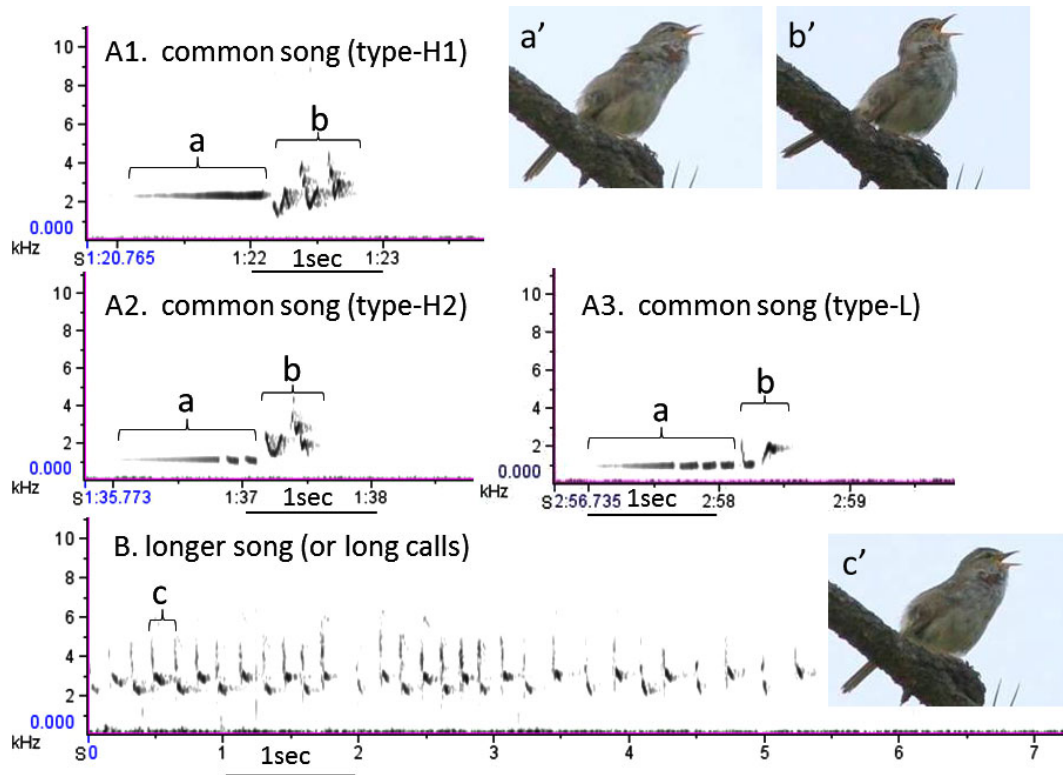 A1. common song (type-H1)
10
8
6
4
2
0.000
kHz
a
b
S1:20.765
1:22
1:23
1sec
a’
b’
A2. common song (type-H2)
10
8
6
4
2
0.000
kHz
a
b
S1:35.773
1:37
1:38
1sec
A3. common song (type-L)
10
8
6
4
2
0.000
kHz
a
b
S2:56.735
2:58
2:59
1sec
B. longer song (or long calls)
10
8
6
4
2
0.000
kHz
c
S0
1
2
3
4
5
6
7
1sec
c’